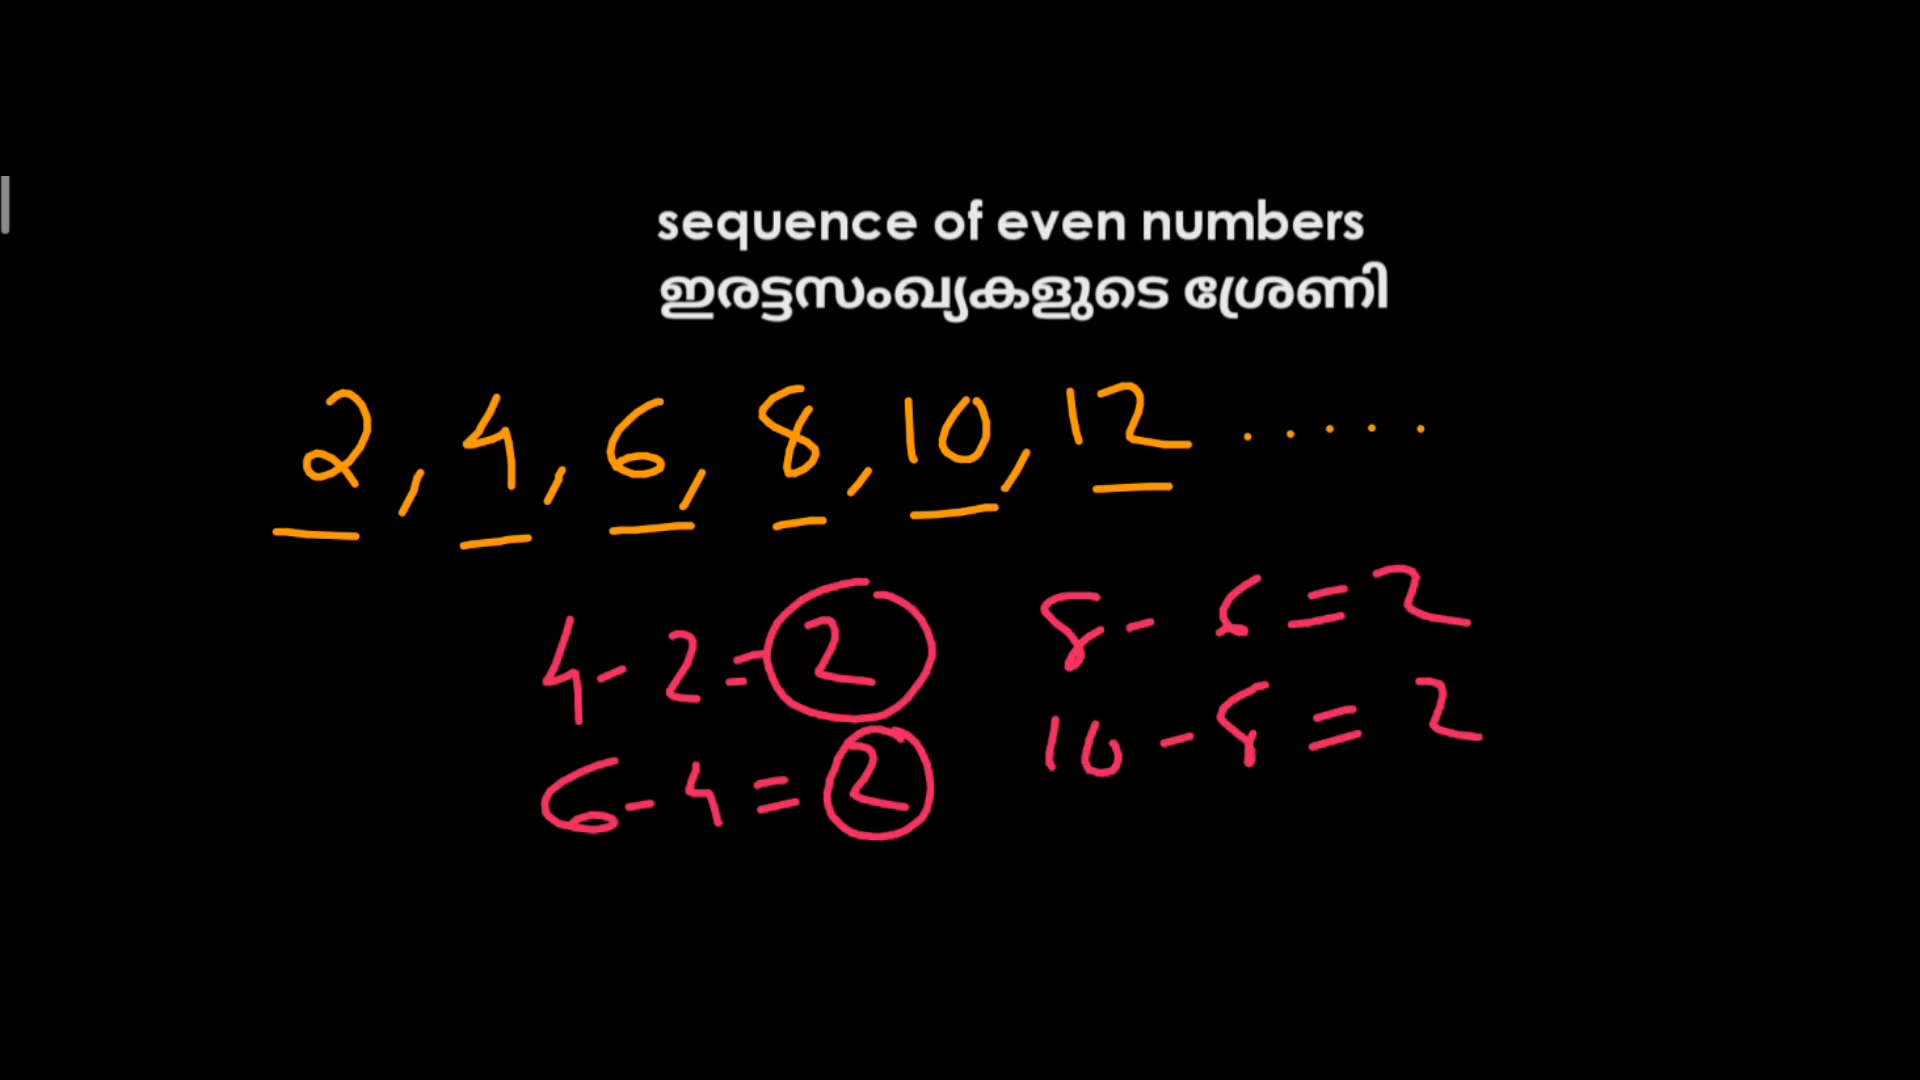 sequence of even numbers
ഇരട്ടസംഖ്യകളുടെ ശ്രേണി
2, 4, 6, 8, 10, 12 .....
4-2=2
6-4=2
8-6=2
10-8=2